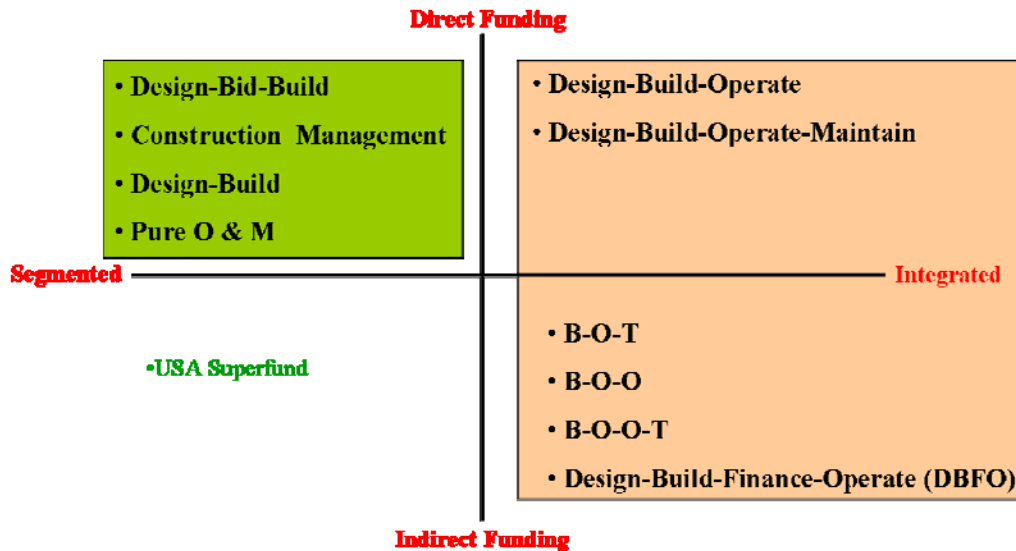 Direct Funding
• Design-Bid-Build
• Construction Management
• Design-Build
• Pure O & M
• Design-Build-Operate
• Design-Build-Operate-Maintain
Segmented
Integrated
•USA Superfund
• B-O-T
• B-O-O
• B-O-O-T
• Design-Build-Finance-Operate (DBFO)
Indirect Funding